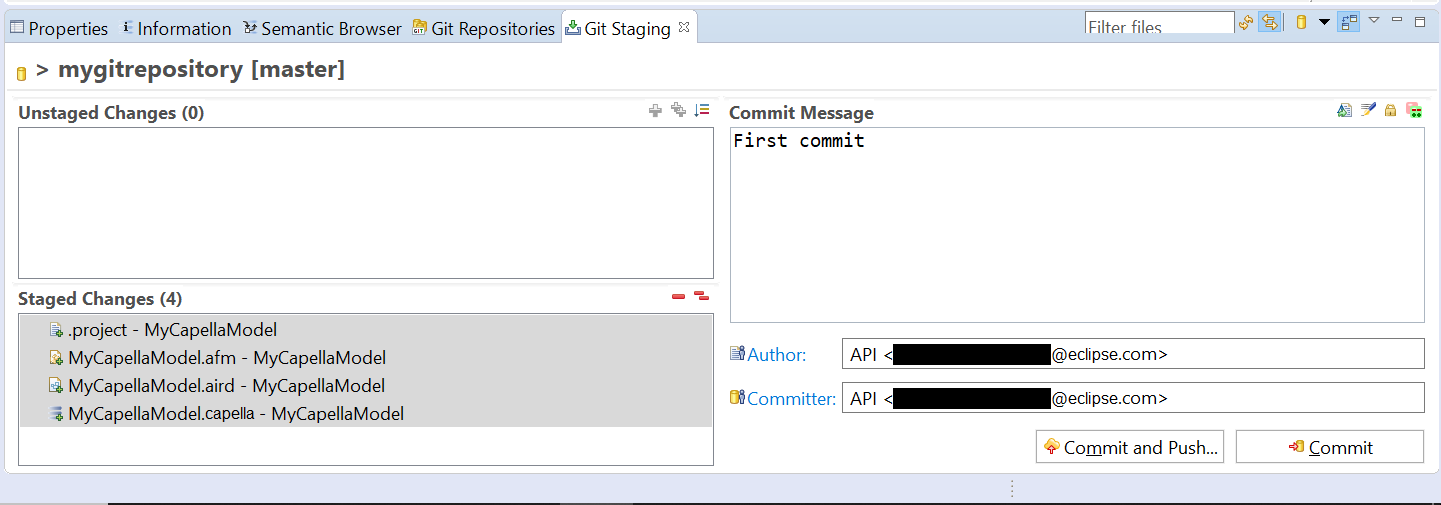 Properties Information Semantic Browser Git Repositories Git Staging Filter files
> mygitrepository [master]
Unstaged Changes (0)
Staged Changes (4)
.project - MyCapellaModel
MyCapellaModel.afm - MyCapellaModel
MyCapellaModel.aird - MyCapellaModel
MyCapellaModel.capella - MyCapellaModel
Commit Message
First commit
Author: API < @eclipse.com>
Committer: API < @eclipse.com>
Commit and Push... Commit